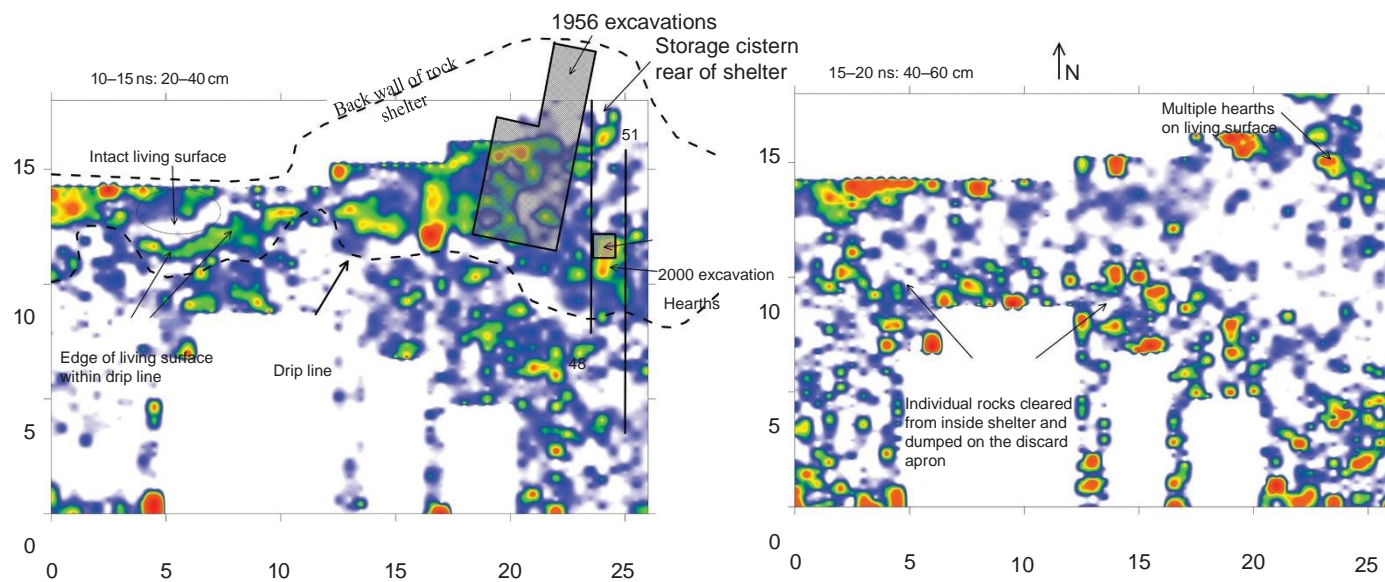 1956 excavations
Storage cistern
rear of shelter
10–15 ns: 20–40 cm
Back wall of rock
shelter
51
Intact living surface
15
2000 excavation
10
Hearths
Edge of living surface
within drip line
Drip line
48
5
0
0 5 10 15 20 25
15–20 ns: 40–60 cm
N
Multiple hearths
on living surface
15
10
Individual rocks cleared
from inside shelter and
dumped on the discard
apron
5
0
0 5 10 15 20 25